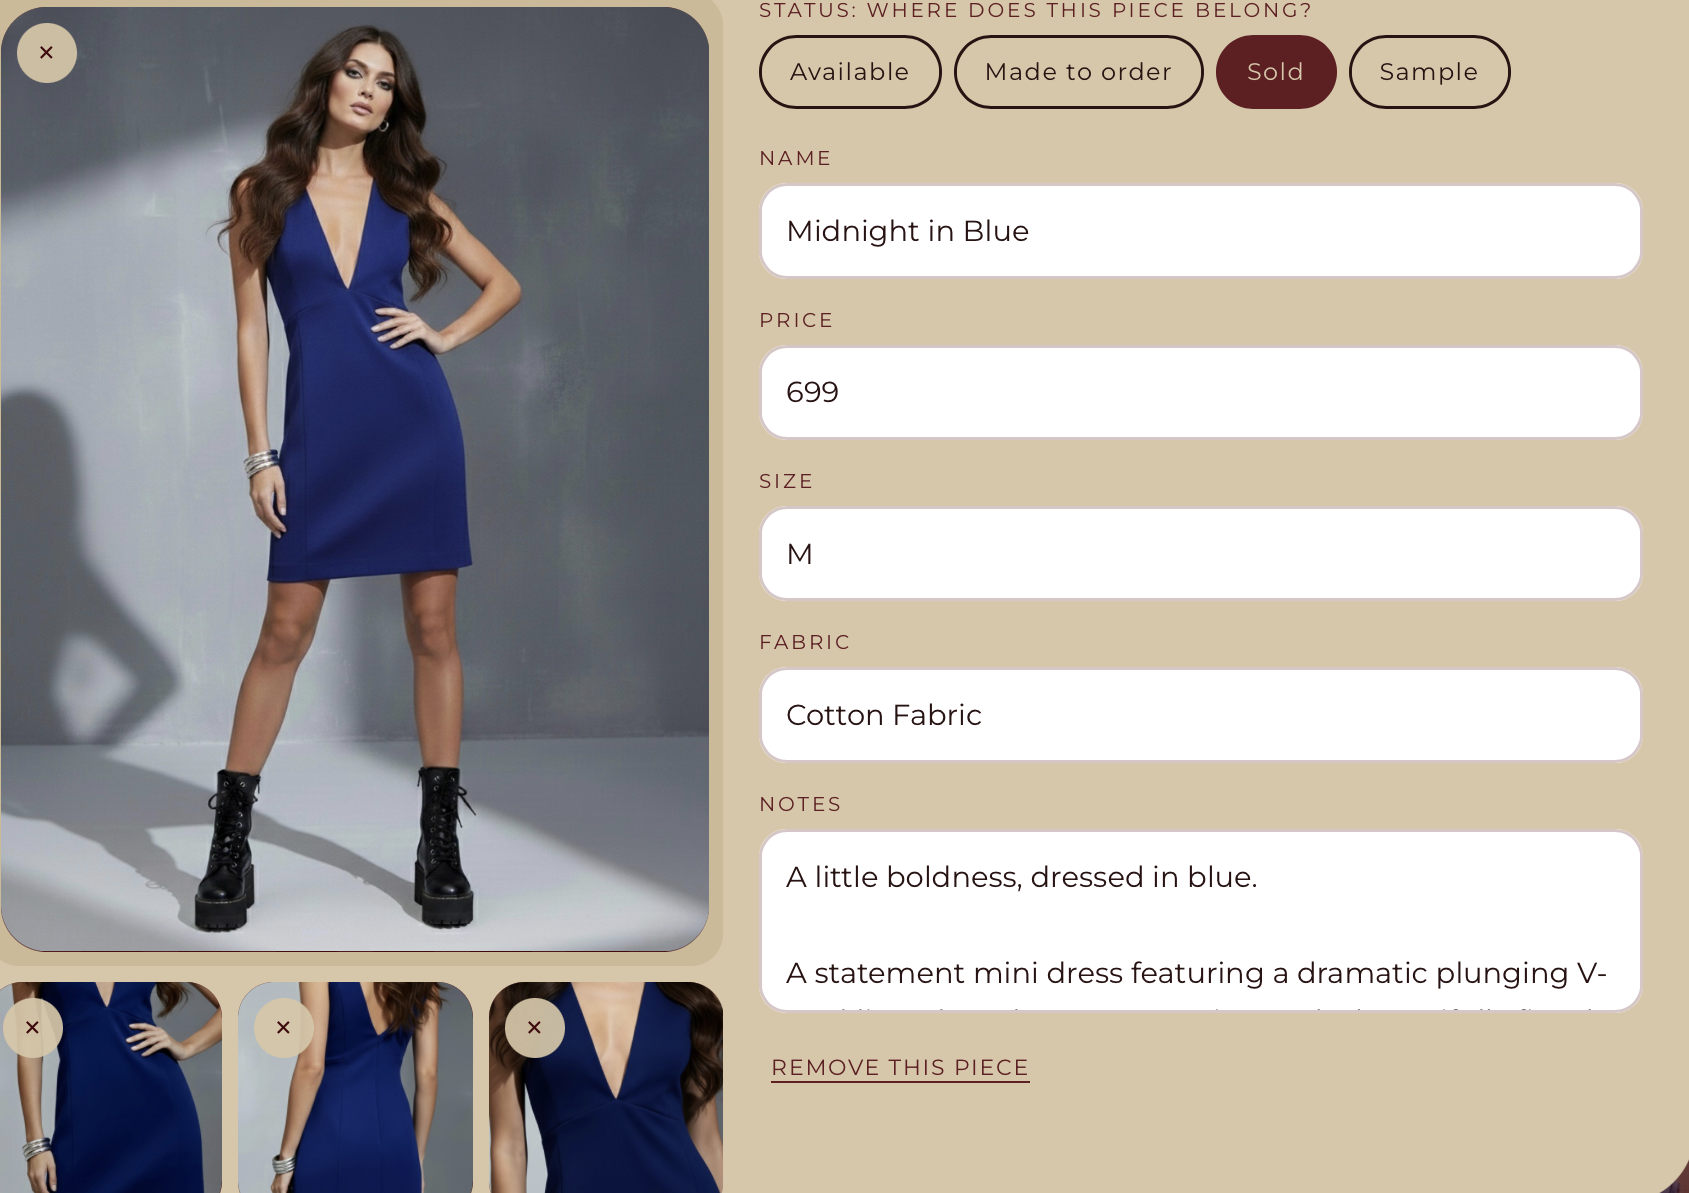 STATUS: WHERE DOES THIS PIECE BELONG?
Available Made to order Sold Sample
NAME
Midnight in Blue
PRICE
699
SIZE
M
FABRIC
Cotton Fabric
NOTES
A little boldness, dressed in blue.
A statement mini dress featuring a dramatic plunging V-
REMOVE THIS PIECE